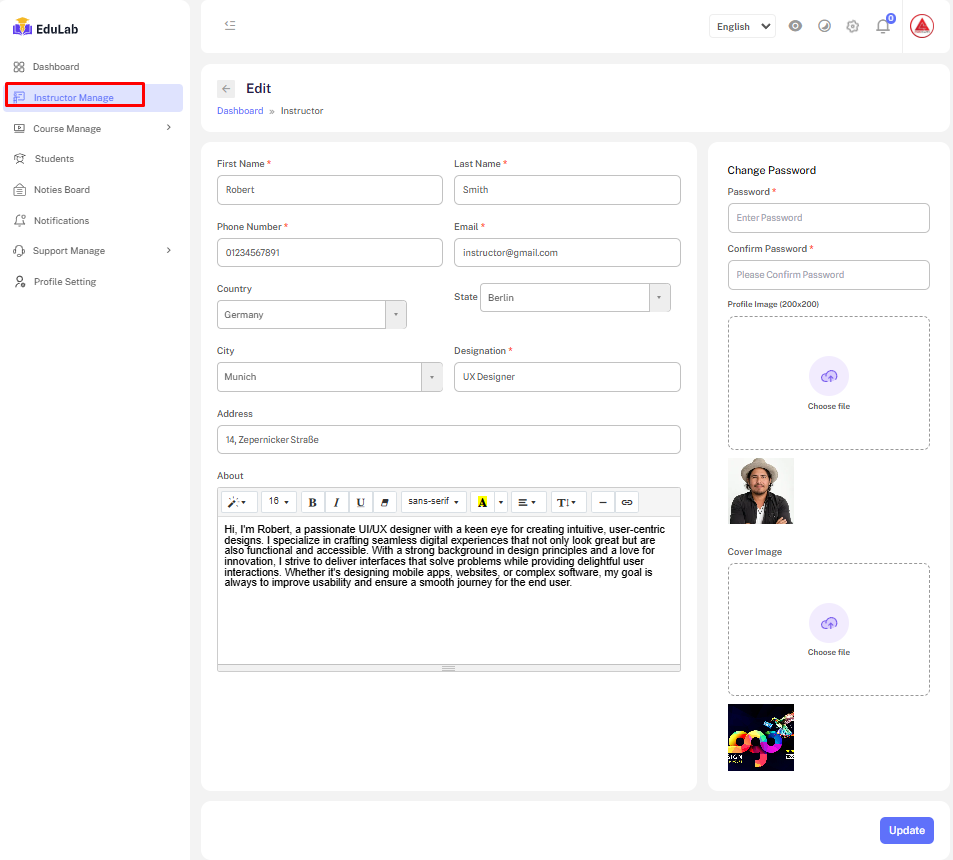 EduLab
Dashboard
Instructor Manage
Course Manage
Students
Noties Board
Notifications
Support Manage
Profile Setting
English
0
Edit
Dashboard » Instructor
First Name *
Robert
Last Name *
Smith
Phone Number *
01234567891
Email *
instructor@gmail.com
Country
Germany
State
Berlin
City
Munich
Designation *
UX Designer
Address
14, Zepernicker Straße
About
16 B I U sans-serif A T
Hi, I'm Robert, a passionate UI/UX designer with a keen eye for creating intuitive, user-centric
designs. I specialize in crafting seamless digital experiences that not only look great but are
also functional and accessible. With a strong background in design principles and a love for
innovation, I strive to deliver interfaces that solve problems while providing delightful user
interactions. Whether it's designing mobile apps, websites, or complex software, my goal is
always to improve usability and ensure a smooth journey for the end user.
Change Password
Password *
Enter Password
Confirm Password *
Please Confirm Password
Profile Image (200x200)
Choose file
Cover Image
Choose file
Update